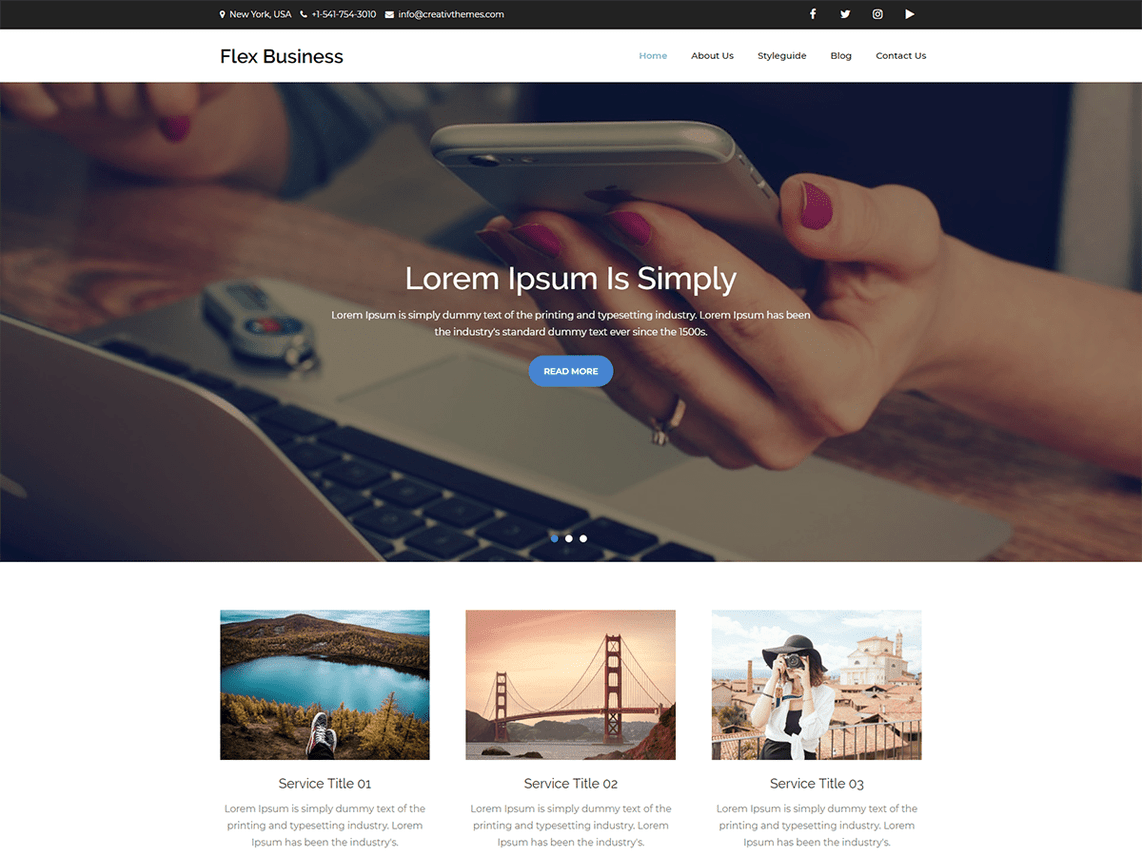 New York, USA +1-541-754-3010 info@creativthemes.com
Flex Business Home About Us Styleguide Blog Contact Us
Lorem Ipsum Is Simply
Lorem Ipsum is simply dummy text of the printing and typesetting industry. Lorem Ipsum has been
the industry's standard dummy text ever since the 1500s.
READ MORE
Service Title 01
Lorem Ipsum is simply dummy text of the
printing and typesetting industry. Lorem
Ipsum has been the industry's.
Service Title 02
Lorem Ipsum is simply dummy text of the
printing and typesetting industry. Lorem
Ipsum has been the industry's.
Service Title 03
Lorem Ipsum is simply dummy text of the
printing and typesetting industry. Lorem
Ipsum has been the industry's.